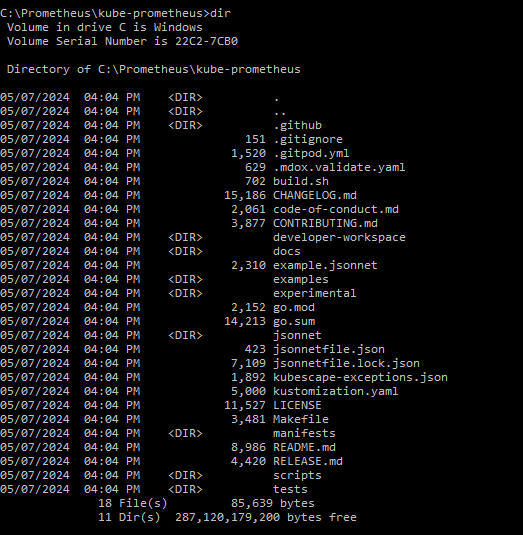 C:\Prometheus\kube-prometheus>dir
 Volume in drive C is Windows
 Volume Serial Number is 22C2-7CB0

 Directory of C:\Prometheus\kube-prometheus

05/07/2024  04:04 PM    <DIR>          .
05/07/2024  04:04 PM    <DIR>          ..
05/07/2024  04:04 PM    <DIR>          .github
05/07/2024  04:04 PM               151 .gitignore
05/07/2024  04:04 PM             1,520 .gitpod.yml
05/07/2024  04:04 PM               629 .mdox.validate.yaml
05/07/2024  04:04 PM               702 build.sh
05/07/2024  04:04 PM            15,186 CHANGELOG.md
05/07/2024  04:04 PM             2,061 code-of-conduct.md
05/07/2024  04:04 PM             3,877 CONTRIBUTING.md
05/07/2024  04:04 PM    <DIR>          developer-workspace
05/07/2024  04:04 PM    <DIR>          docs
05/07/2024  04:04 PM             2,310 example.jsonnet
05/07/2024  04:04 PM    <DIR>          examples
05/07/2024  04:04 PM    <DIR>          experimental
05/07/2024  04:04 PM             2,152 go.mod
05/07/2024  04:04 PM            14,213 go.sum
05/07/2024  04:04 PM    <DIR>          jsonnet
05/07/2024  04:04 PM               423 jsonnetfile.json
05/07/2024  04:04 PM             7,109 jsonnetfile.lock.json
05/07/2024  04:04 PM             1,892 kubescape-exceptions.json
05/07/2024  04:04 PM             5,000 kustomization.yaml
05/07/2024  04:04 PM            11,527 LICENSE
05/07/2024  04:04 PM             3,481 Makefile
05/07/2024  04:04 PM    <DIR>          manifests
05/07/2024  04:04 PM             8,986 README.md
05/07/2024  04:04 PM             4,420 RELEASE.md
05/07/2024  04:04 PM    <DIR>          scripts
05/07/2024  04:04 PM    <DIR>          tests
              18 File(s)         85,639 bytes
              11 Dir(s)  287,120,179,200 bytes free